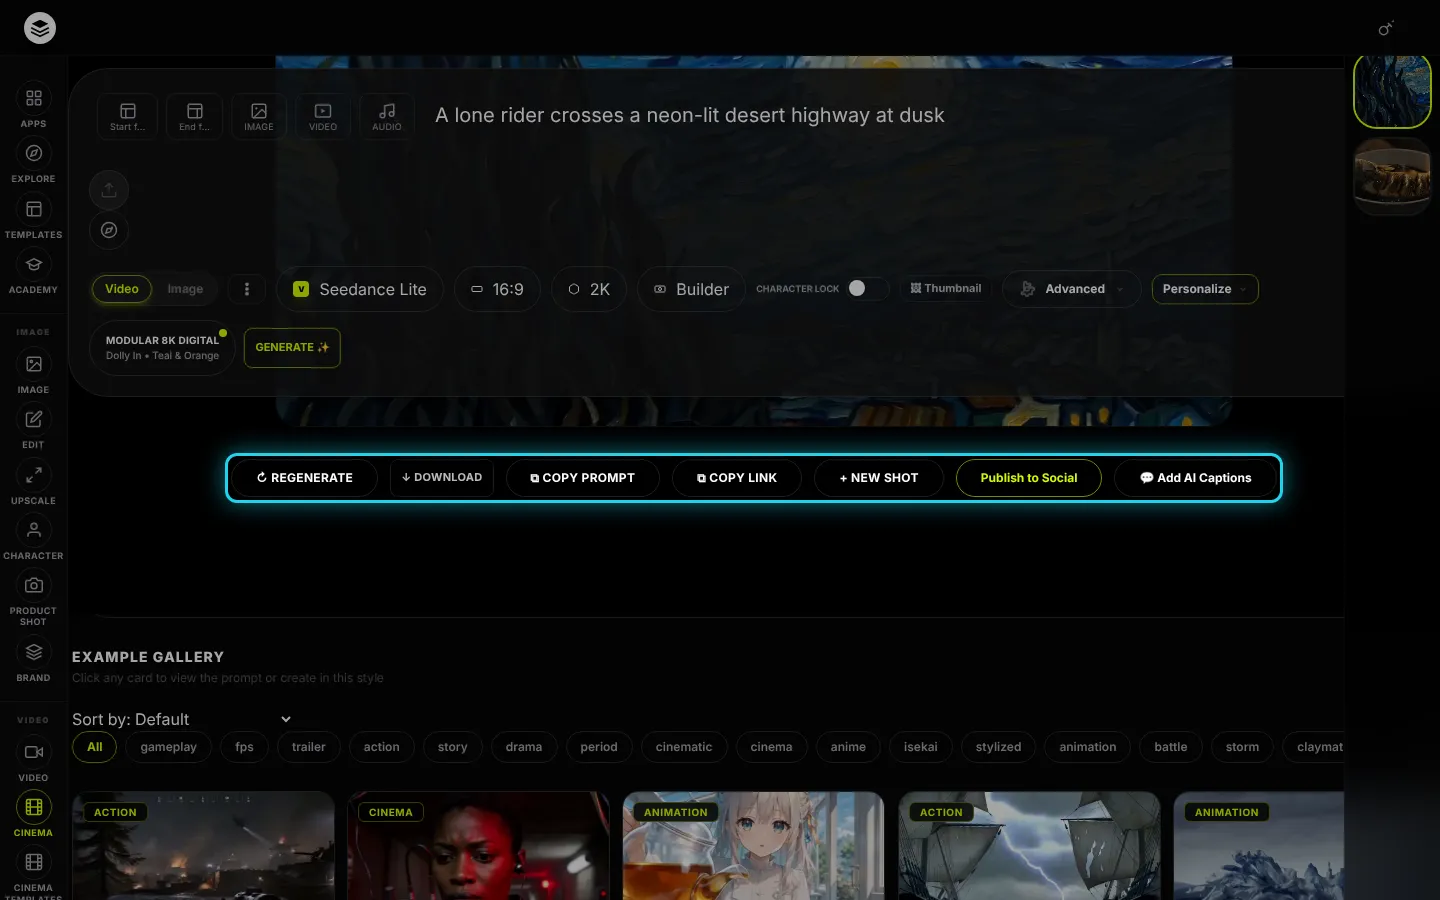 APPS
EXPLORE
TEMPLATES
ACADEMY
IMAGE
IMAGE
EDIT
UPSCALE
CHARACTER
PRODUCT
SHOT
BRAND
VIDEO
VIDEO
CINEMA
CINEMA
TEMPLATES
Start f...
End f...
IMAGE
VIDEO
AUDIO
A lone rider crosses a neon-lit desert highway at dusk
Video
Image
V
Seedance Lite
16:9
2K
Builder
CHARACTER LOCK
Thumbnail
Advanced
Personalize
MODULAR 8K DIGITAL
Dolly In • Teal & Orange
GENERATE ✨
↻ REGENERATE
↓ DOWNLOAD
⧉ COPY PROMPT
⧉ COPY LINK
+ NEW SHOT
Publish to Social
💬 Add AI Captions
EXAMPLE GALLERY
Click any card to view the prompt or create in this style
Sort by: Default
All
gameplay
fps
trailer
action
story
drama
period
cinematic
cinema
anime
isekai
stylized
animation
battle
storm
claymat
ACTION
CINEMA
ANIMATION
ACTION
ANIMATION